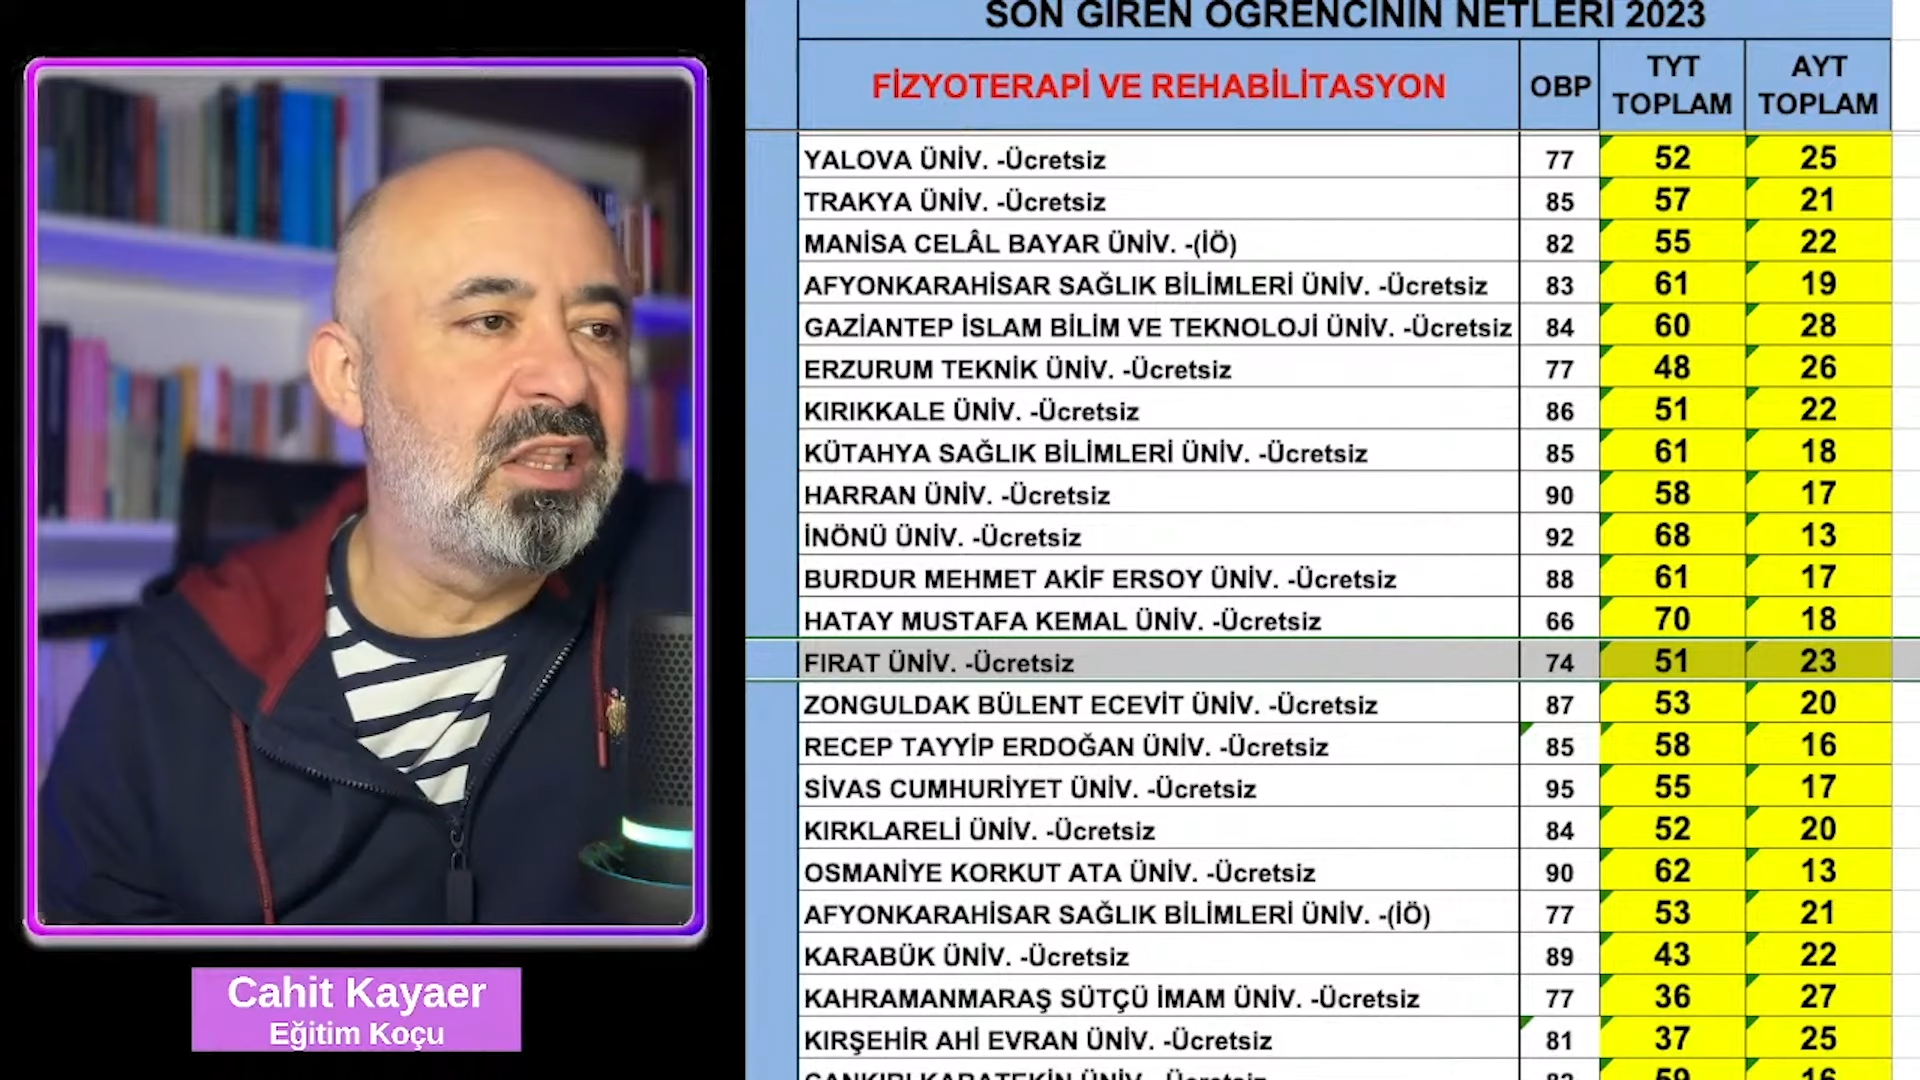 SON GİREN ÖĞRENCİNİN NETLERİ 2023
FİZYOTERAPİ VE REHABİLİTASYON OBP TYT TOPLAM AYT TOPLAM
YALOVA ÜNİV. -Ücretsiz 77 52 25
TRAKYA ÜNİV. -Ücretsiz 85 57 21
MANİSA CELÂL BAYAR ÜNİV. -(İÖ) 82 55 22
AFYONKARAHİSAR SAĞLIK BİLİMLERİ ÜNİV. -Ücretsiz 83 61 19
GAZİANTEP İSLAM BİLİM VE TEKNOLOJİ ÜNİV. -Ücretsiz 84 60 28
ERZURUM TEKNİK ÜNİV. -Ücretsiz 77 48 26
KIRIKKALE ÜNİV. -Ücretsiz 86 51 22
KÜTAHYA SAĞLIK BİLİMLERİ ÜNİV. -Ücretsiz 85 61 18
HARRAN ÜNİV. -Ücretsiz 90 58 17
İNÖNÜ ÜNİV. -Ücretsiz 92 68 13
BURDUR MEHMET AKİF ERSOY ÜNİV. -Ücretsiz 88 61 17
HATAY MUSTAFA KEMAL ÜNİV. -Ücretsiz 66 70 18
FIRAT ÜNİV. -Ücretsiz 74 51 23
ZONGULDAK BÜLENT ECEVİT ÜNİV. -Ücretsiz 87 53 20
RECEP TAYYİP ERDOĞAN ÜNİV. -Ücretsiz 85 58 16
SİVAS CUMHURİYET ÜNİV. -Ücretsiz 95 55 17
KIRKLARELİ ÜNİV. -Ücretsiz 84 52 20
OSMANİYE KORKUT ATA ÜNİV. -Ücretsiz 90 62 13
AFYONKARAHİSAR SAĞLIK BİLİMLERİ ÜNİV. -(İÖ) 77 53 21
KARABÜK ÜNİV. -Ücretsiz 89 43 22
KAHRAMANMARAŞ SÜTÇÜ İMAM ÜNİV. -Ücretsiz 77 36 27
KIRŞEHİR AHİ EVRAN ÜNİV. -Ücretsiz 81 37 25
Cahit Kayaer
Eğitim Koçu